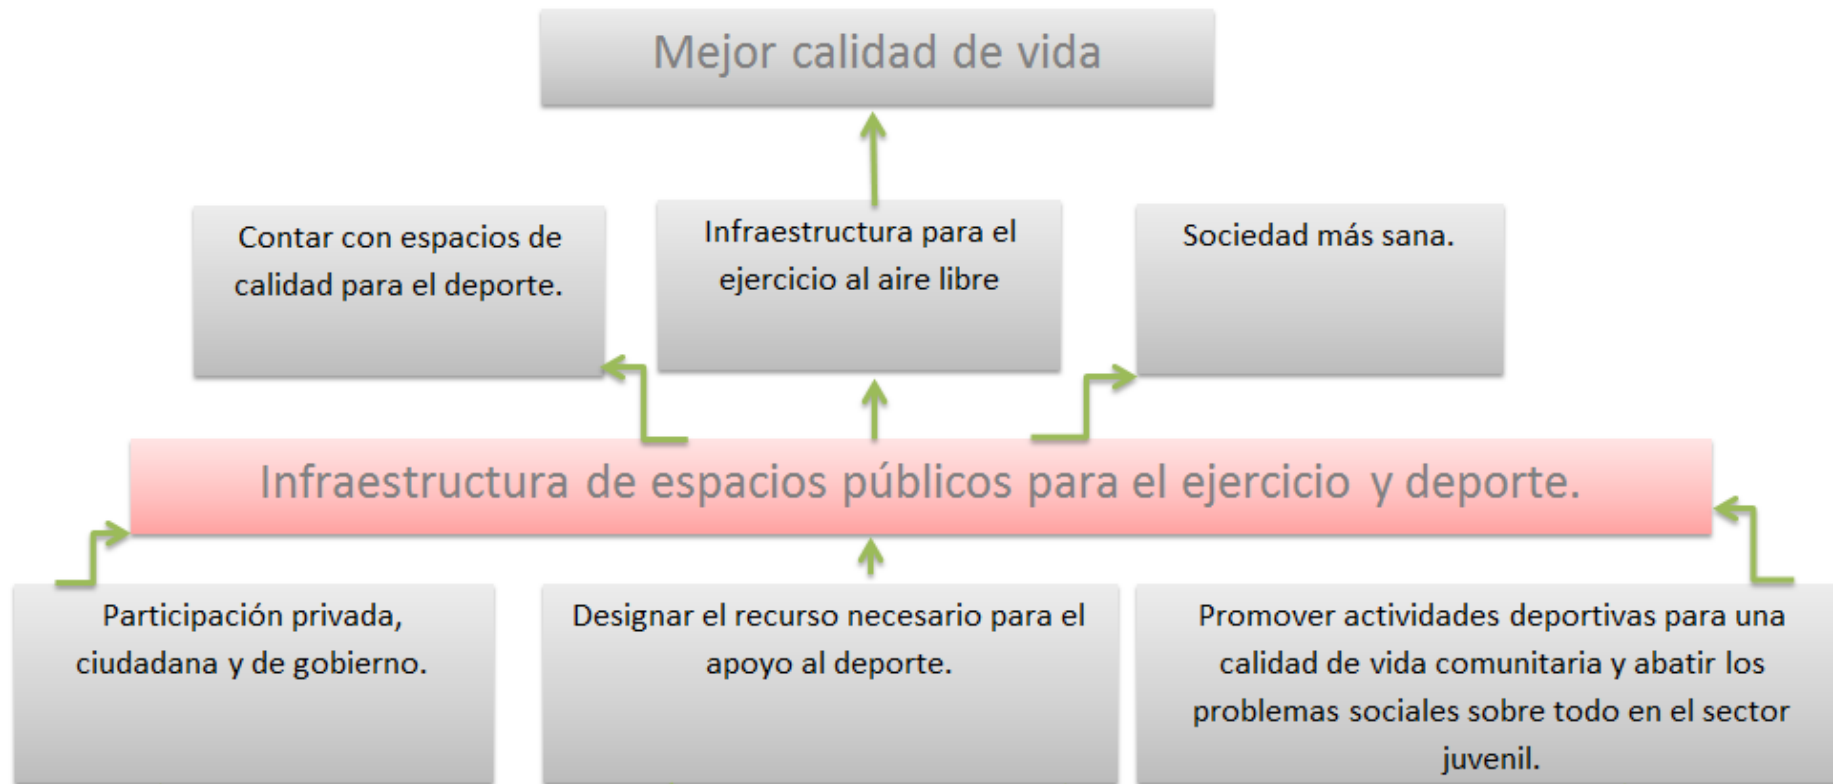 Mejor calidad de vida
Contar con espacios de
calidad para el deporte.
Infraestructura para el
ejercicio al aire libre
Sociedad más sana.
Infraestructura de espacios públicos para el ejercicio y deporte.
Participación privada,
ciudadana y de gobierno.
Designar el recurso necesario para el
apoyo al deporte.
Promover actividades deportivas para una
calidad de vida comunitaria y abatir los
problemas sociales sobre todo en el sector
juvenil.